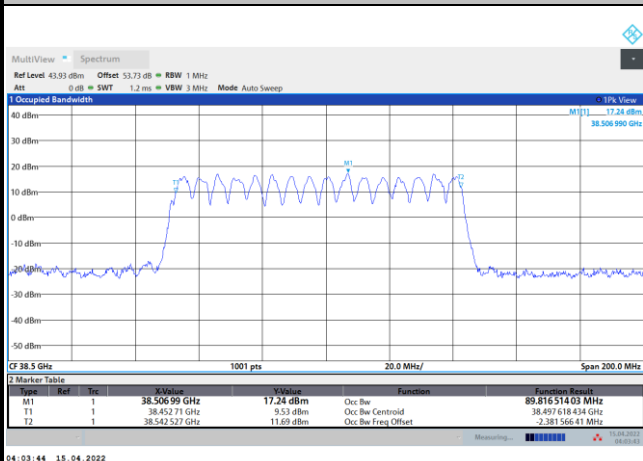 MultiView Spectrum
Ref Level 43.93 dBm Offset 53.73 dB RBW 1 MHz
Att 0 dB SWT 1.2 ms VBW 3 MHz Mode Auto Sweep
1 Occupied Bandwidth 1Pk View
M1[1] 17.24 dBm
38.506 990 GHz
40 dBm
30 dBm
M1
20 dBm
T1 T2
10 dBm
0 dBm
-10 dBm
-20 dBm
-30 dBm
-40 dBm
-50 dBm
CF 38.5 GHz 1001 pts 20.0 MHz/ Span 200.0 MHz
2 Marker Table
Type Ref Trc X-Value Y-Value Function Function Result
M1 1 38.506 99 GHz 17.24 dBm Occ Bw 89.816 514 03 MHz
T1 1 38.452 71 GHz 9.53 dBm Occ Bw Centroid 38.497 618 434 GHz
T2 1 38.542 527 GHz 11.69 dBm Occ Bw Freq Offset -2.381 566 41 MHz
Measuring... 15.04.2022
04:03:43
04:03:44 15.04.2022